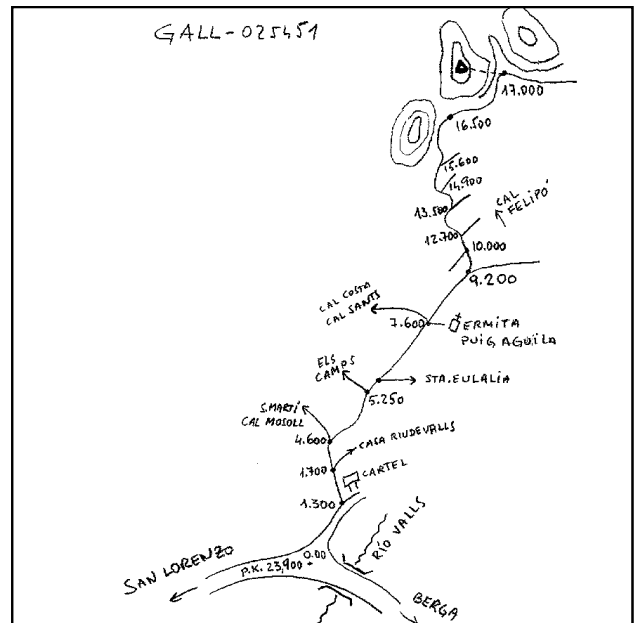 GALL-025451
17.000
16.500
15.600
14.900
13.500
CAL
FELIPÓ
12.700
10.000
9.200
CAL COSTA
CAL SANTS
7.600
ERMITA
PUIG AGUïLA
ELS
CAMPS
STA. EULALIA
5.250
S. MARTÍ
CAL MOSOLL
4.600
CASA RIUDEVALLS
1.700
CARTEL
1.300
RÍO VALLS
SAN LORENZO
0.00
P.K. 23,900
BERGA